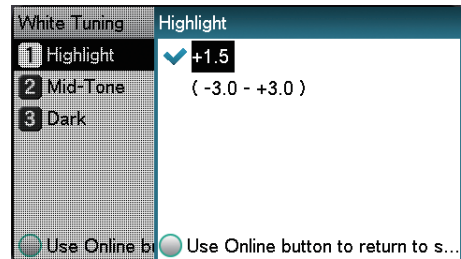 White Tuning
1 Highlight
2 Mid-Tone
3 Dark
Use Online b
Highlight
+1.5
( -3.0 - +3.0 )
Use Online button to return to s...